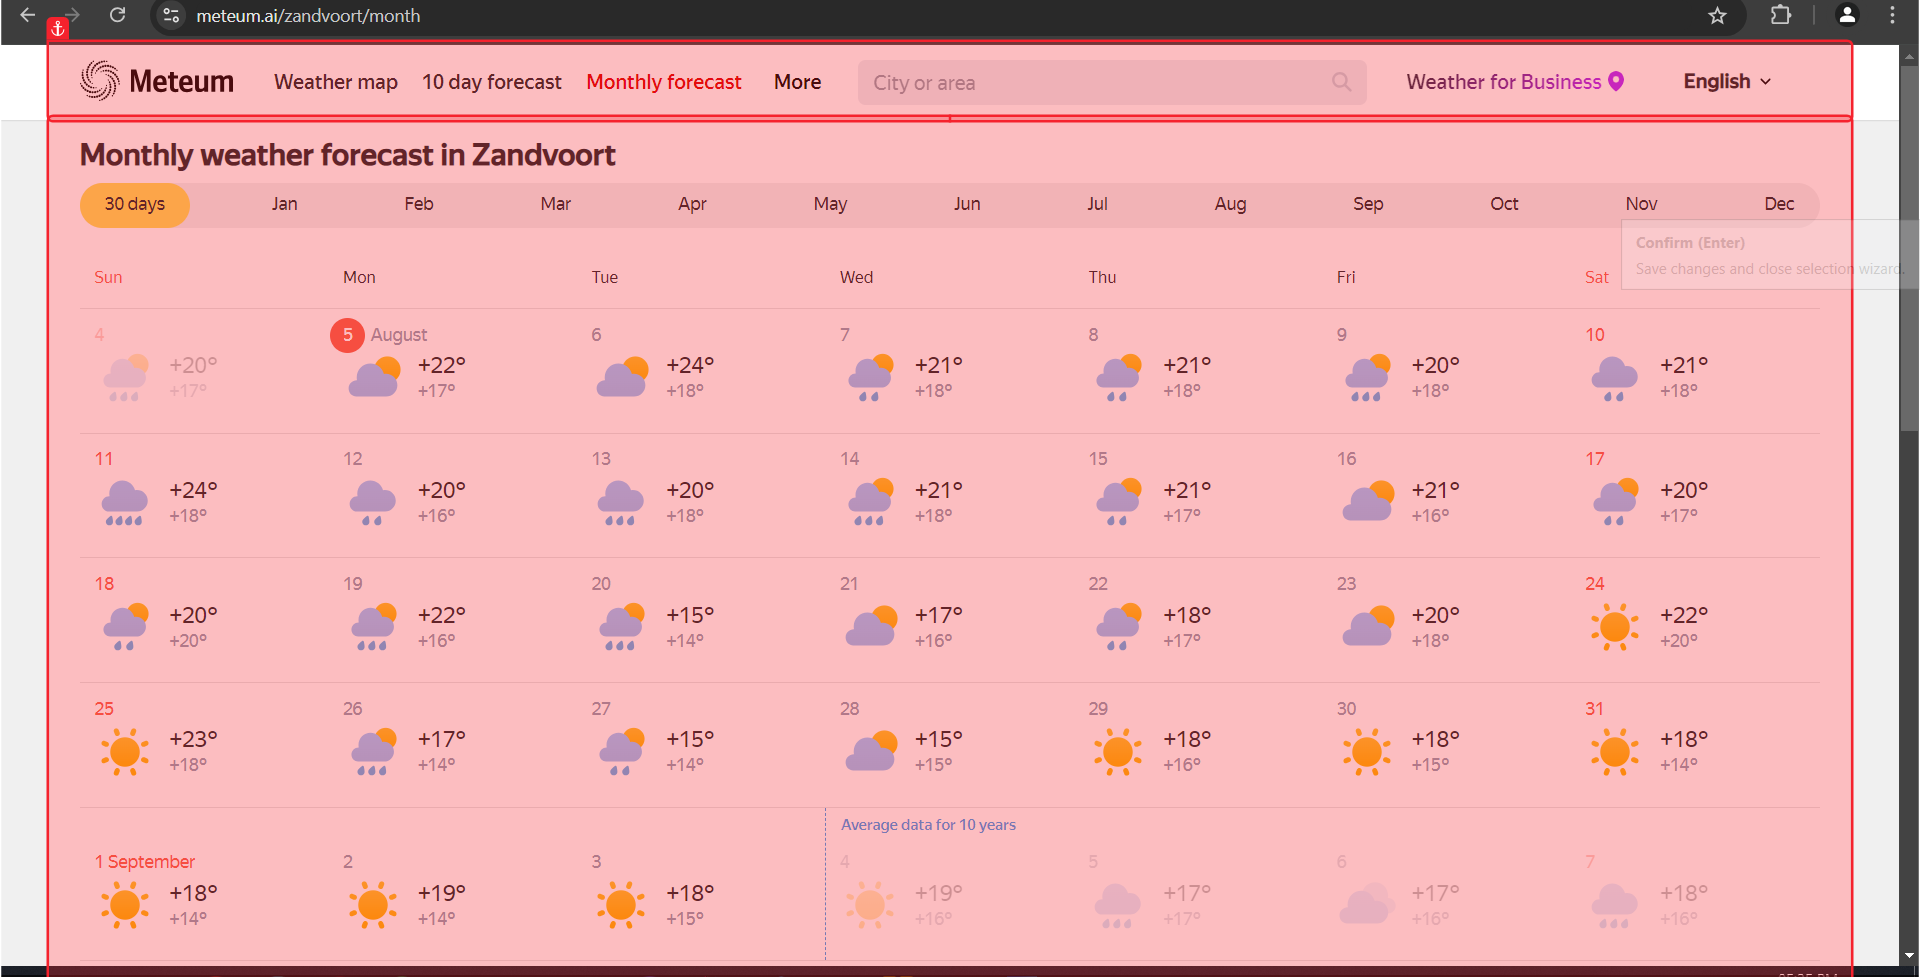 meteum.ai/zandvoort/month
Meteum Weather map 10 day forecast Monthly forecast More City or area Weather for Business English
Monthly weather forecast in Zandvoort
30 days Jan Feb Mar Apr May Jun Jul Aug Sep Oct Nov Dec
Confirm (Enter)
Save changes and close selection wizard.
Sun Mon Tue Wed Thu Fri Sat
4 5 August 6 7 8 9 10
+20° +22° +24° +21° +21° +20° +21°
+17° +17° +18° +18° +18° +18° +18°
11 12 13 14 15 16 17
+24° +20° +20° +21° +21° +21° +20°
+18° +16° +18° +18° +17° +16° +17°
18 19 20 21 22 23 24
+20° +22° +15° +17° +18° +20° +22°
+20° +16° +14° +16° +17° +18° +20°
25 26 27 28 29 30 31
+23° +17° +15° +15° +18° +18° +18°
+18° +14° +14° +15° +16° +15° +14°
Average data for 10 years
1 September 2 3 4 5 6 7
+18° +19° +18° +19° +17° +17° +18°
+14° +14° +15° +16° +17° +16° +16°